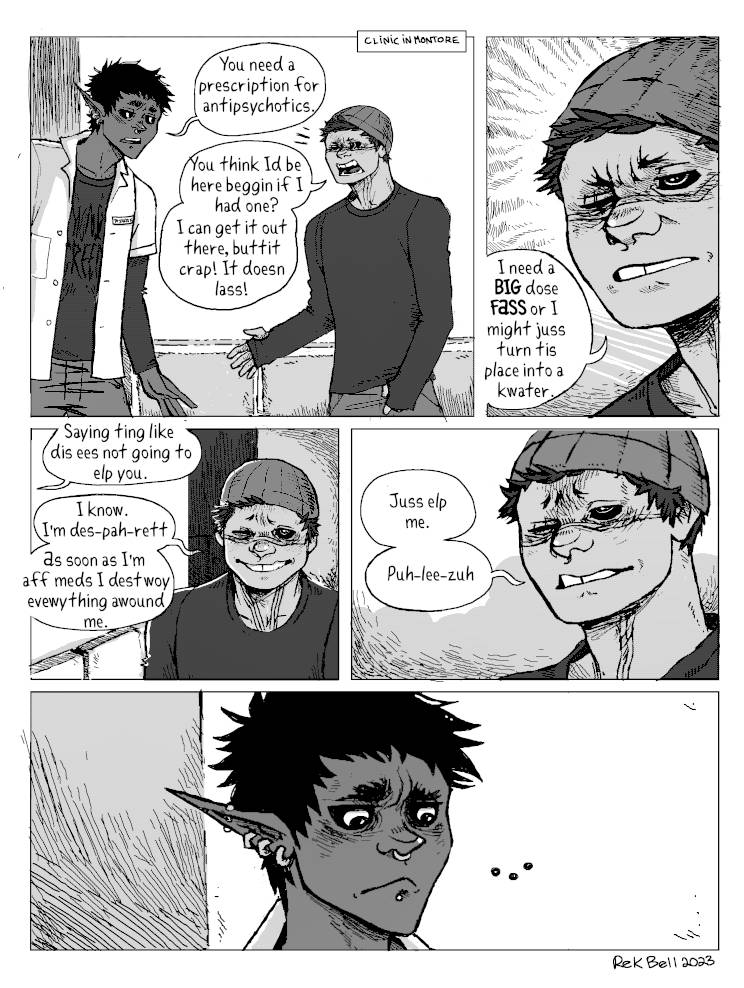 CLINIC IN MONTORE
You need a
prescription for
antipsychotics.
You think Id be
here beggin if I
had one?
I can get it out
there, buttit
crap! It doesn
lass!
I need a
BIG dose
FASS or I
might juss
turn tis
place into a
kwater.
Saying ting like
dis ees not going to
elp you.
I know.
I'm des-pah-rett
as soon as I'm
aff meds I destwoy
evewything awound
me.
Juss elp
me.
Puh-lee-zuh
...
Rek Bell 2023